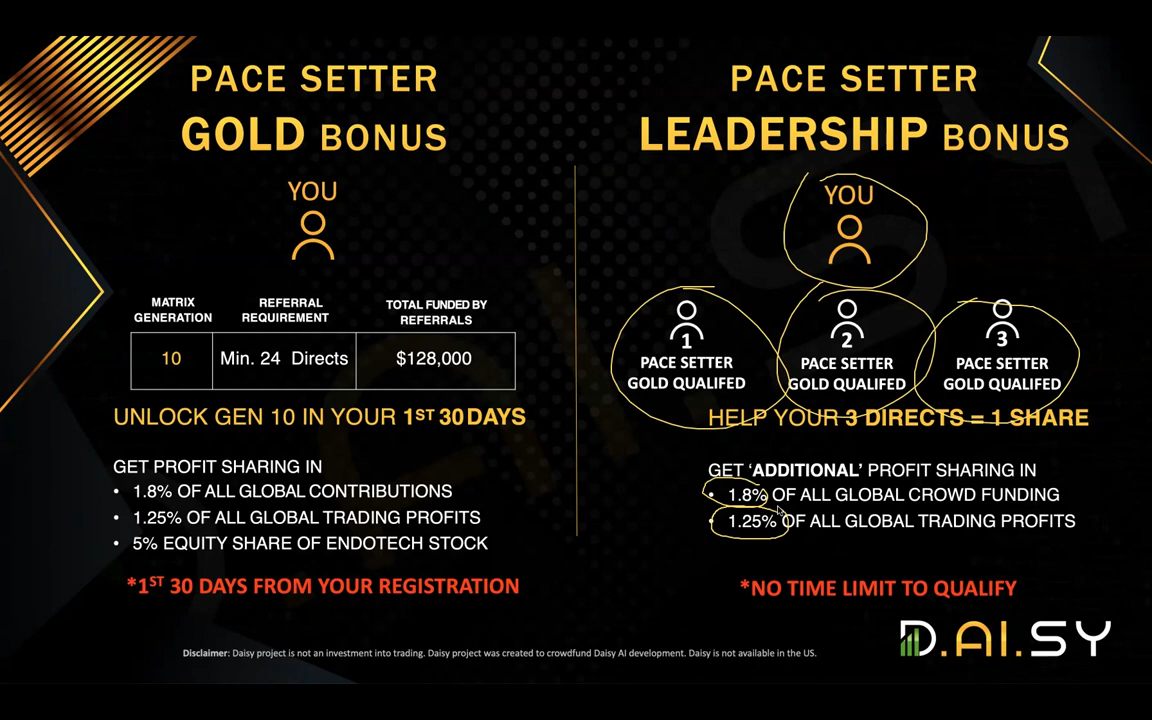 PACE SETTER
GOLD BONUS
YOU
MATRIX GENERATION
REFERRAL REQUIREMENT
TOTAL FUNDED BY REFERRALS
10
Min. 24 Directs
$128,000
UNLOCK GEN 10 IN YOUR 1ST 30 DAYS
GET PROFIT SHARING IN
• 1.8% OF ALL GLOBAL CONTRIBUTIONS
• 1.25% OF ALL GLOBAL TRADING PROFITS
• 5% EQUITY SHARE OF ENDOTECH STOCK
*1ST 30 DAYS FROM YOUR REGISTRATION
PACE SETTER
LEADERSHIP BONUS
YOU
1
PACE SETTER
GOLD QUALIFED
2
PACE SETTER
GOLD QUALIFED
3
PACE SETTER
GOLD QUALIFED
HELP YOUR 3 DIRECTS = 1 SHARE
GET ‘ADDITIONAL’ PROFIT SHARING IN
• 1.8% OF ALL GLOBAL CROWD FUNDING
• 1.25% OF ALL GLOBAL TRADING PROFITS
*NO TIME LIMIT TO QUALIFY
D.AI.SY
Disclaimer: Daisy project is not an investment into trading. Daisy project was created to crowdfund Daisy AI development. Daisy is not available in the US.